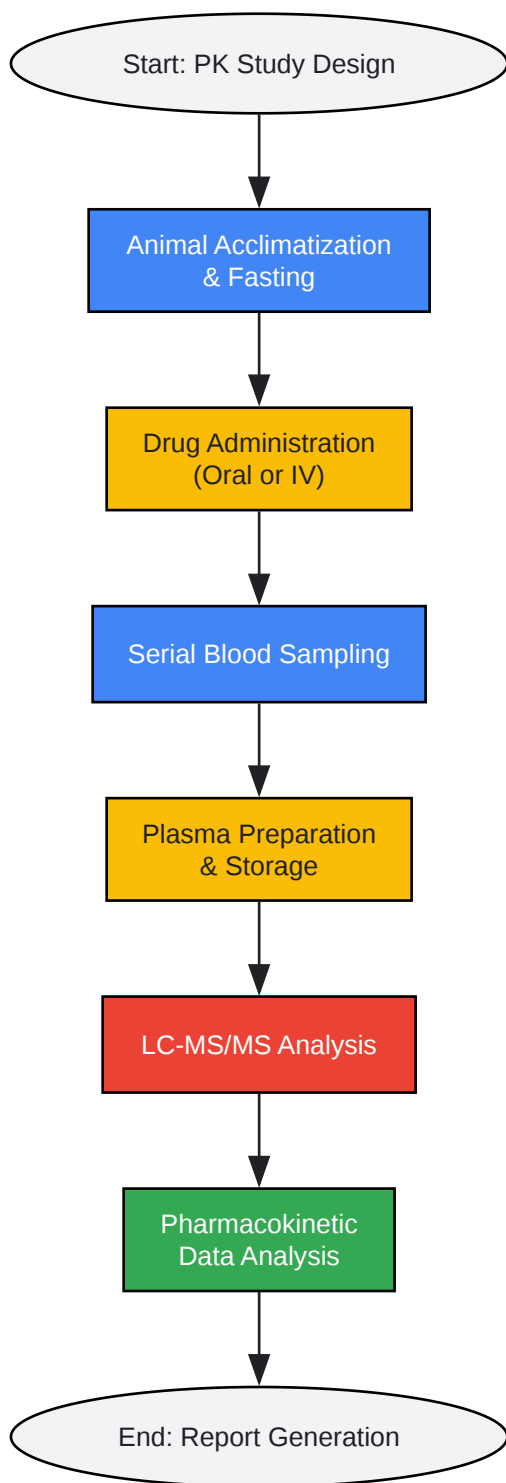 Start: PK Study Design
Animal Acclimatization
& Fasting
Drug Administration
(Oral or IV)
Serial Blood Sampling
Plasma Preparation
& Storage
LC-MS/MS Analysis
Pharmacokinetic
Data Analysis
End: Report Generation